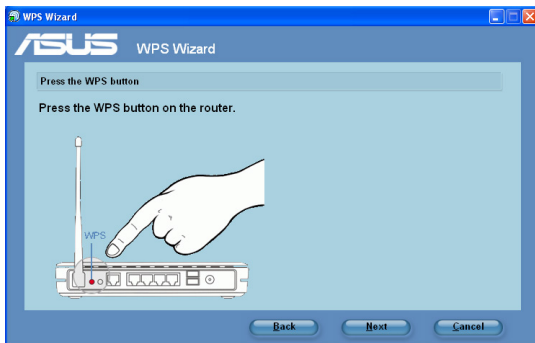 WPS Wizard
ASUS WPS Wizard
Press the WPS button
Press the WPS button on the router.
WPS
Back Next Cancel